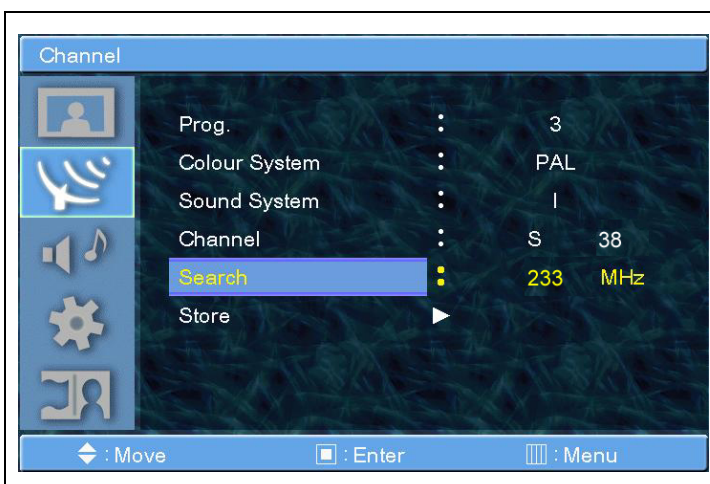 Channel
Prog. : 3
Colour System : PAL
Sound System : I
Channel : S 38
Search : 233 MHz
Store
: Move : Enter : Menu